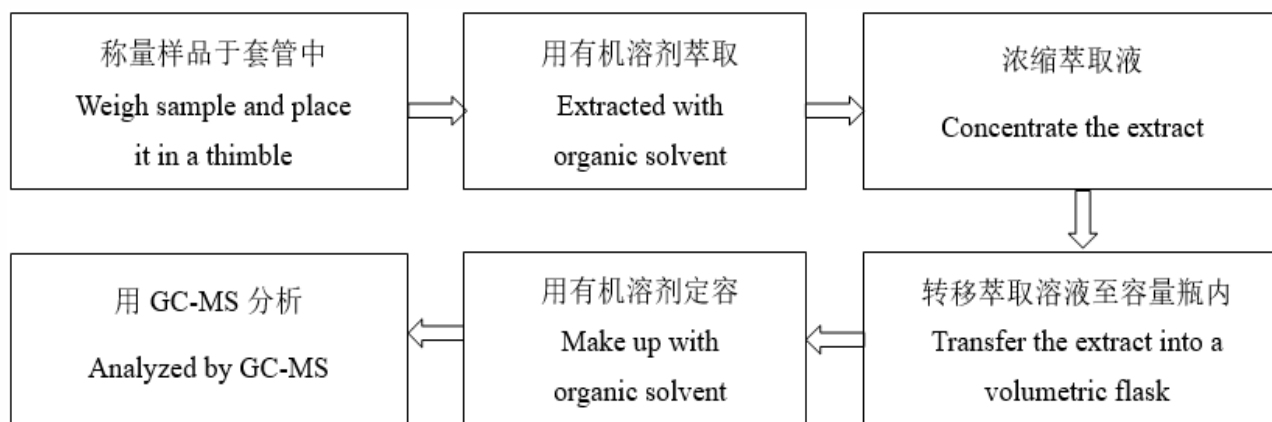 称量样品于套管中
Weigh sample and place
it in a thimble
用有机溶剂萃取
Extracted with
organic solvent
浓缩萃取液
Concentrate the extract
转移萃取溶液至容量瓶内
Transfer the extract into a
volumetric flask
用有机溶剂定容
Make up with
organic solvent
用 GC-MS 分析
Analyzed by GC-MS